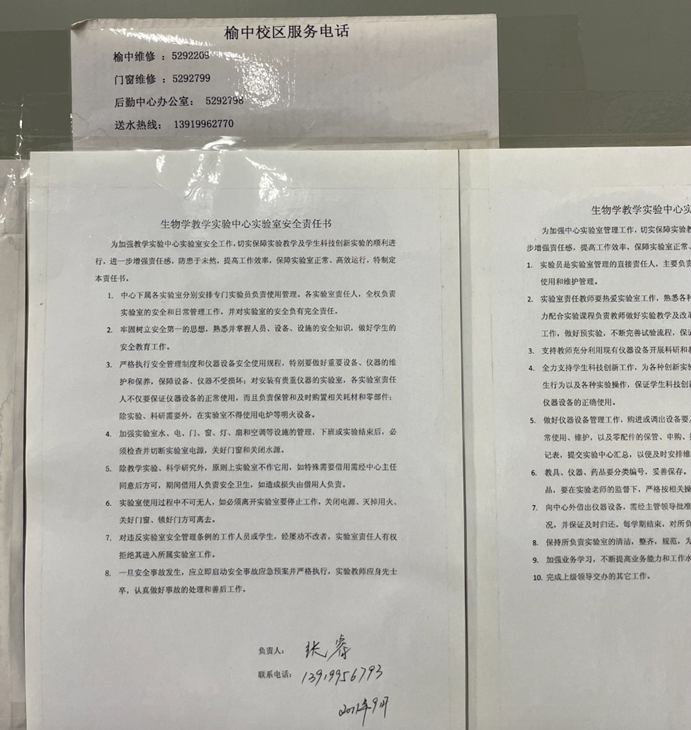 榆中校区服务电话
榆中维修：5292209
门窗维修：5292799
后勤中心办公室：5292798
送水热线：13919962770
生物学教学实验中心实验室安全责任书
为加强教学实验中心实验室安全工作，切实保障实验教学及学生科技创新实验的顺利进
行，进一步增强责任感，防患于未然，提高工作效率，保障实验室正常、高效运行，特制定
本责任书。
1. 中心下属各实验室分别安排专门实验员负责使用管理。各实验室责任人，全权负责
实验室的安全和日常管理工作，并对实验室的安全负有完全责任。
2. 牢固树立安全第一的思想，熟悉并掌握人员、设备、设施的安全知识，做好学生的
安全教育工作。
3. 严格执行安全管理制度和仪器设备安全使用规程，特别要做好重要设备、仪器的维
护和保养，保障设备、仪器不受损坏；对安装有贵重仪器的实验室，各实验室责任
人不仅要保证仪器设备的正常使用，而且负责保管和及时购置相关耗材和零部件；
除实验、科研需要外，在实验室不得使用电炉等明火设备。
4. 加强实验室水、电、门、窗、灯、扇和空调等设施的管理，下班或实验结束后，必
须检查并切断实验室电源，关好门窗和关闭水源。
5. 除教学实验、科学研究外，原则上实验室不作它用，如特殊需要借用需经中心主任
同意后方可，期间借用人负责安全卫生，如造成损失由借用人负责。
6. 实验室使用过程中不可无人，如必须离开实验室要停止工作，关闭电源、灭掉用火、
关好门窗、锁好门方可离去。
7. 对违反实验室安全管理条例的工作人员或学生，经屡劝不改者，实验室责任人有权
拒绝其进入所属实验室工作。
8. 一旦安全事故发生，应立即启动安全事故应急预案并严格执行，实验教师应身先士
卒，认真做好事故的处理和善后工作。
负责人：张睿
联系电话：13919956793
年9月
生物学教学实验中心实
为加强中心实验室管理工作，切实保障实验教
步增强责任感，提高工作效率，保障实验室正常、
1. 实验员是实验室管理的直接责任人，主要负责
使用和维护管理。
2. 实验室责任教师要热爱实验室工作，熟悉各种
力配合实验课程负责教师做好实验教学及改革
工作，做好预实验，不断完善试验流程，保证
3. 支持教师充分利用现有仪器设备开展科研和教
4. 全力支持学生科技创新工作，为各种创新实验
生行为以及各种实验操作，保证学生科技创新
仪器设备的正确使用。
5. 做好仪器设备管理工作，购进或调出设备要及
常使用、维护，以及零配件的保管、申购、
记表，提交实验中心汇总，以便及时安排维
6. 教具、仪器、药品要分类编号，妥善保存。
品，要在实验老师的监督下，严格按相关操
7. 向中心外借出仪器设备，需经主管领导批准
况，并保证及时归还。每学期结束，对所负
8. 保持所负责实验室的清洁，整齐，规范，为
9. 加强业务学习，不断提高业务能力和工作水
10. 完成上级领导交办的其它工作。